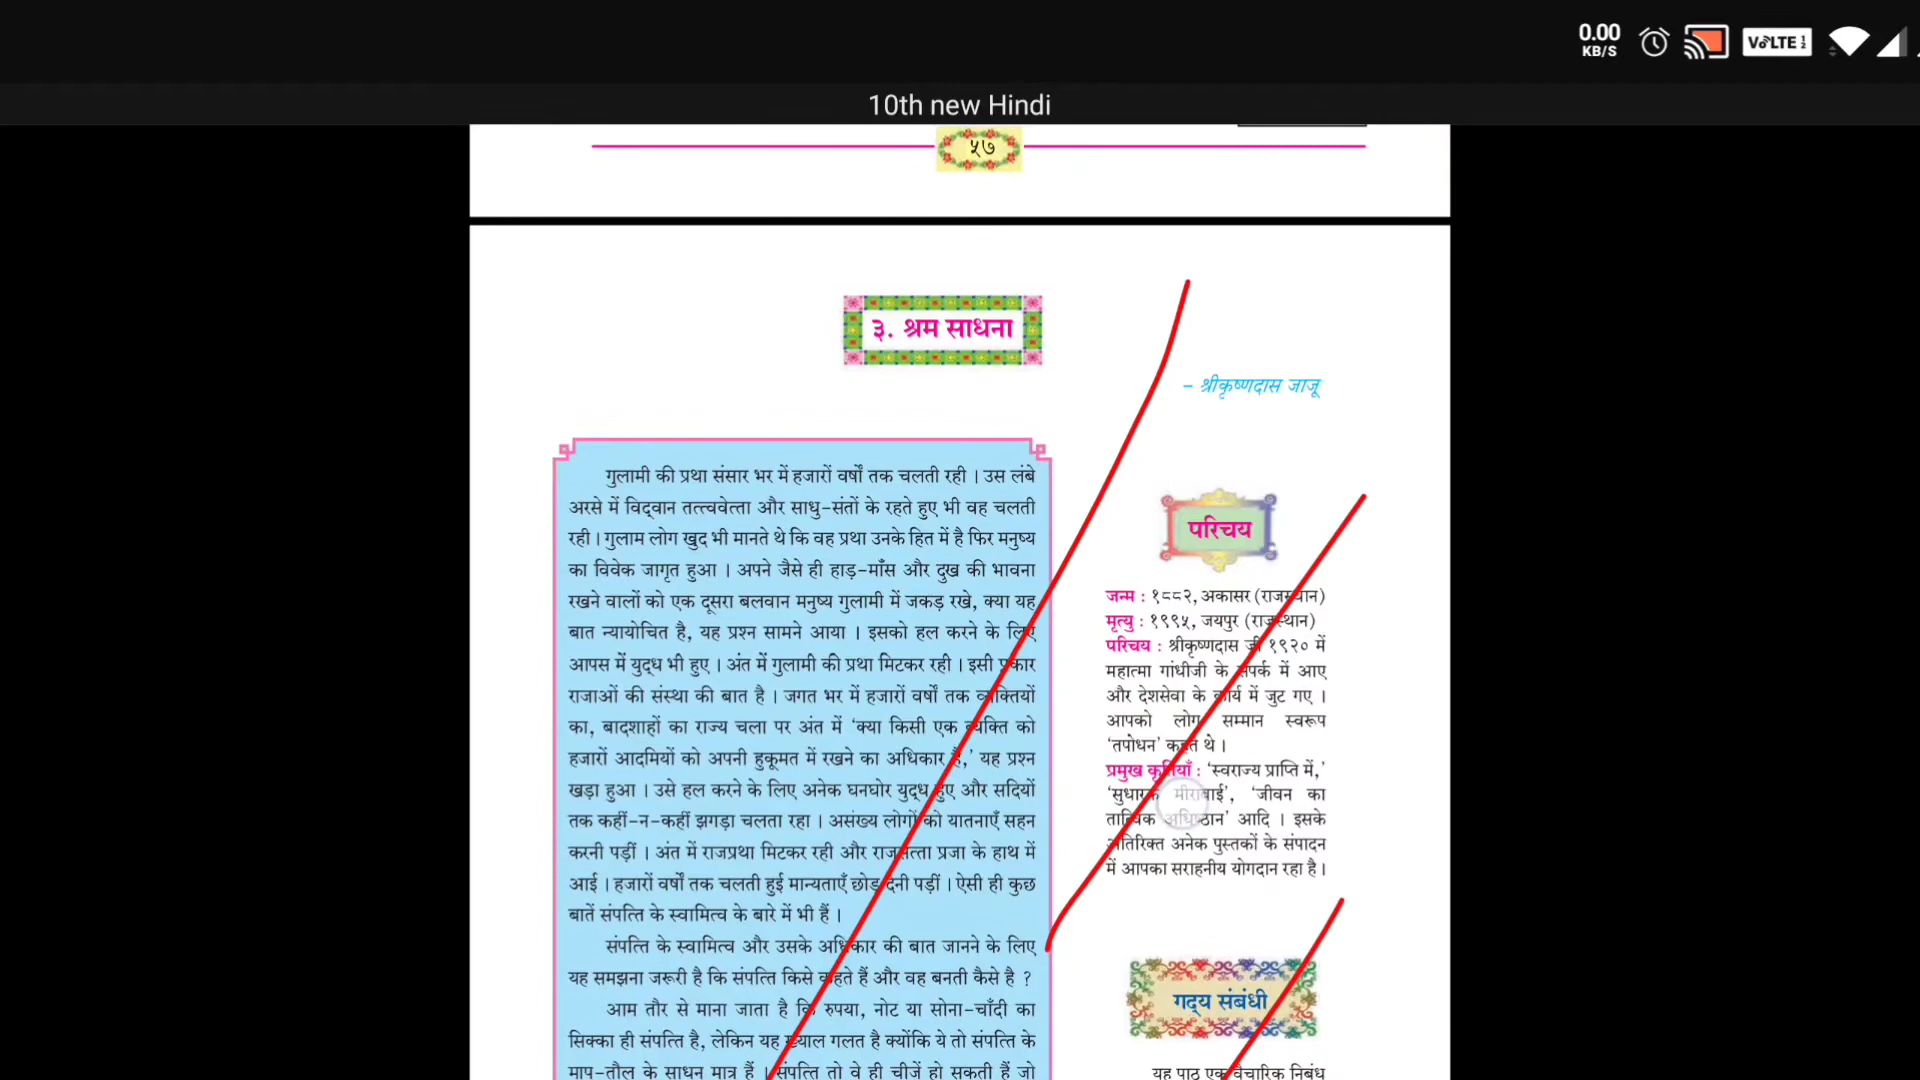 0.00
KB/S
VoLTE 1 2
10th new Hindi
५७
३. श्रम साधना
– श्रीकृष्णदास जाजू
गुलामी की प्रथा संसार भर में हजारों वर्षों तक चलती रही । उस लंबे
अरसे में विद्वान तत्त्ववेत्ता और साधु-संतों के रहते हुए भी वह चलती
रही । गुलाम लोग खुद भी मानते थे कि वह प्रथा उनके हित में है फिर मनुष्य
का विवेक जागृत हुआ । अपने जैसे ही हाड़-माँस और दुख की भावना
रखने वालों को एक दूसरा बलवान मनुष्य गुलामी में जकड़ रखे, क्या यह
बात न्यायोचित है, यह प्रश्न सामने आया । इसको हल करने के लिए
आपस में युद्ध भी हुए । अंत में गुलामी की प्रथा मिटकर रही । इसी प्रकार
राजाओं की संस्था की बात है । जगत भर में हजारों वर्षों तक व्यक्तियों
का, बादशाहों का राज्य चला पर अंत में ‘क्या किसी एक व्यक्ति को
हजारों आदमियों को अपनी हुकूमत में रखने का अधिकार है,’ यह प्रश्न
खड़ा हुआ । उसे हल करने के लिए अनेक घनघोर युद्ध हुए और सदियों
तक कहीं-न-कहीं झगड़ा चलता रहा । असंख्य लोगों को यातनाएँ सहन
करनी पड़ीं । अंत में राजप्रथा मिटकर रही और राजसत्ता प्रजा के हाथ में
आई । हजारों वर्षों तक चलती हुई मान्यताएँ छोड़ देनी पड़ीं । ऐसी ही कुछ
बातें संपत्ति के स्वामित्व के बारे में भी हैं ।
संपत्ति के स्वामित्व और उसके अधिकार की बात जानने के लिए
यह समझना जरूरी है कि संपत्ति किसे कहते हैं और वह बनती कैसे है ?
आम तौर से माना जाता है कि रुपया, नोट या सोना-चाँदी का
सिक्का ही संपत्ति है, लेकिन यह ख्याल गलत है क्योंकि ये तो संपत्ति के
माप-तौल के साधन मात्र हैं । संपत्ति तो वे ही चीजें हो सकती हैं जो
परिचय
जन्म : १८८२, अकासर (राजस्थान)
मृत्यु : १९९५, जयपुर (राजस्थान)
परिचय : श्रीकृष्णदास जी १९२० में
महात्मा गांधीजी के संपर्क में आए
और देशसेवा के कार्य में जुट गए ।
आपको लोग सम्मान स्वरूप
‘तपोधन’ कहते थे ।
प्रमुख कृतियाँ : ‘स्वराज्य प्राप्ति में,’
‘सुधारक मीराबाई’, ‘जीवन का
तात्विक अधिष्ठान’ आदि । इसके
अतिरिक्त अनेक पुस्तकों के संपादन
में आपका सराहनीय योगदान रहा है ।
गद्य संबंधी
यह पाठ एक वैचारिक निबंध